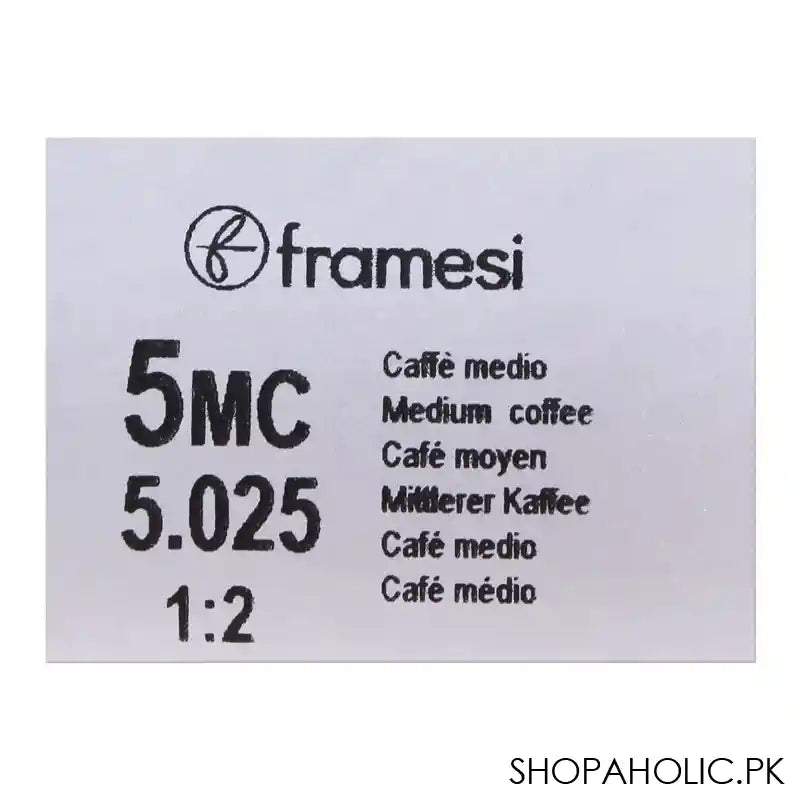 framesi
5MC
5.025
1:2
Caffè medio
Medium coffee
Café moyen
Mittlerer Kaffee
Café medio
Café médio
SHOPAHOLIC.PK